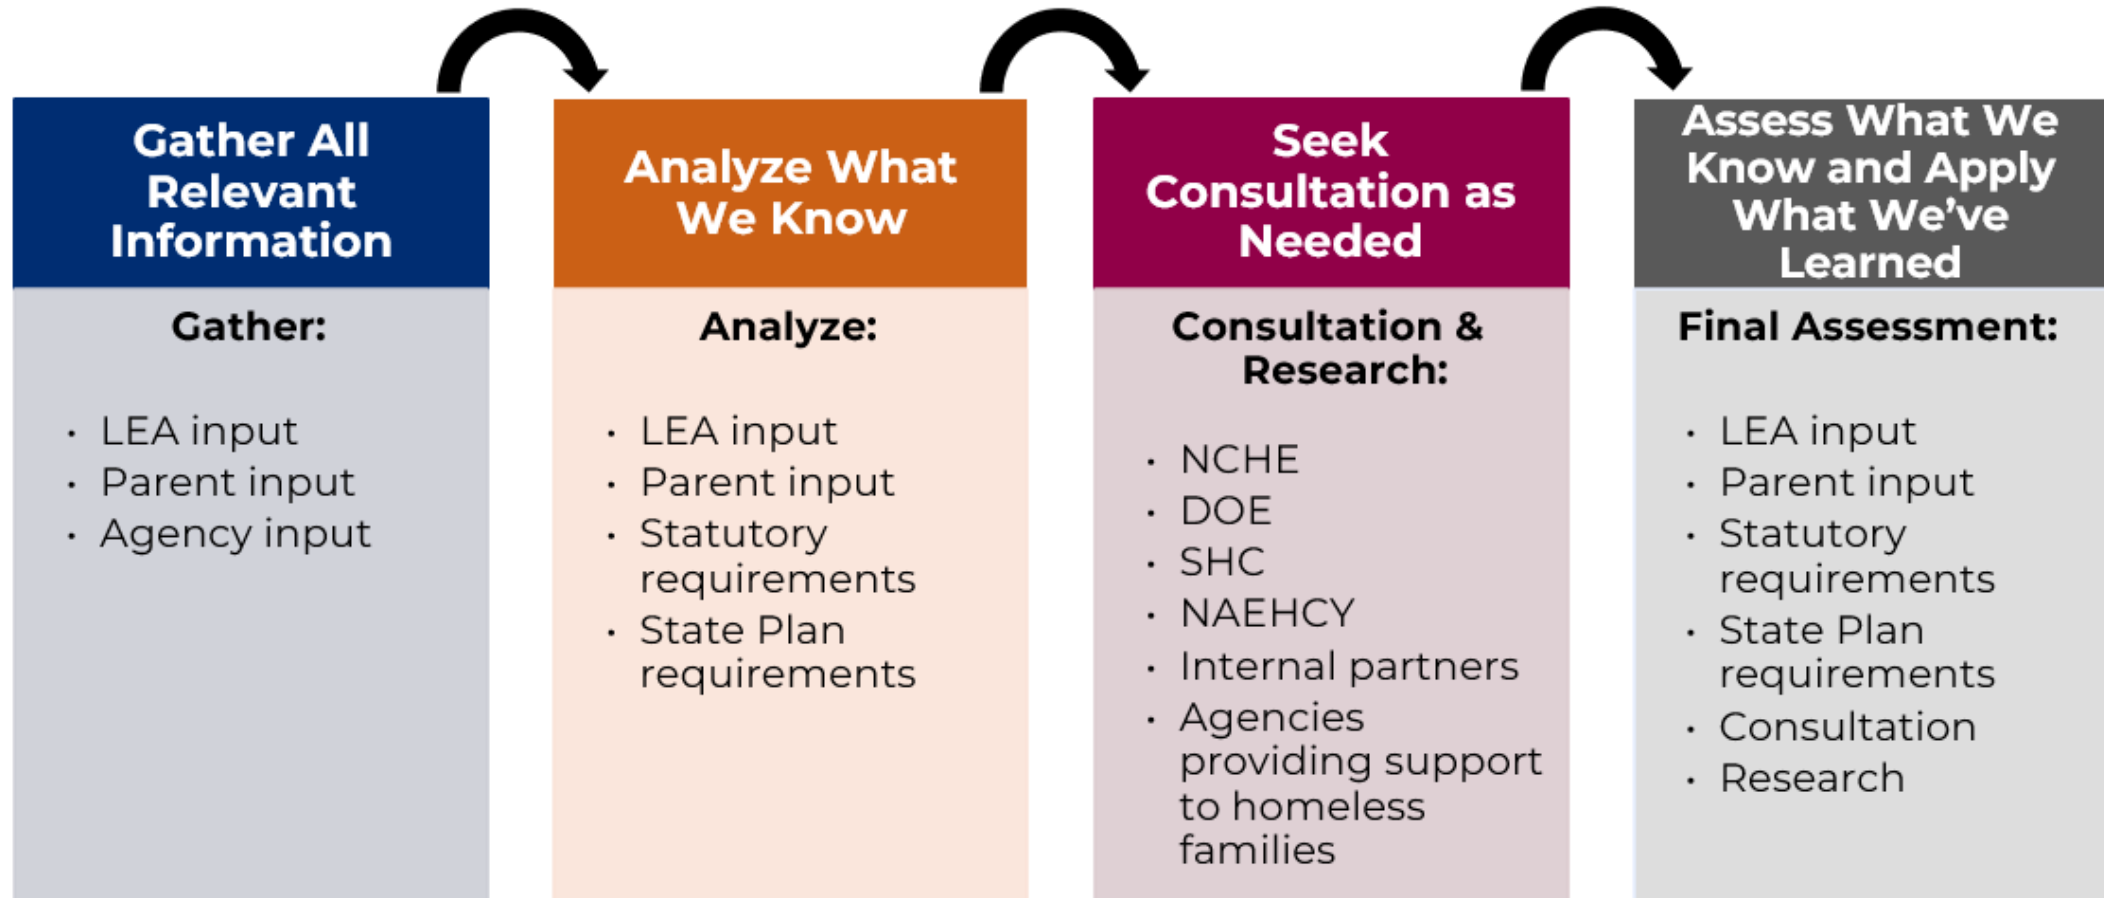 Gather All
Relevant
Information
Gather:
· LEA input
· Parent input
· Agency input
Analyze What
We Know
Analyze:
· LEA input
· Parent input
· Statutory
requirements
· State Plan
requirements
Seek
Consultation as
Needed
Consultation &
Research:
· NCHE
· DOE
· SHC
· NAEHCY
· Internal partners
· Agencies
providing support
to homeless
families
Assess What We
Know and Apply
What We’ve
Learned
Final Assessment:
· LEA input
· Parent input
· Statutory
requirements
· State Plan
requirements
· Consultation
· Research